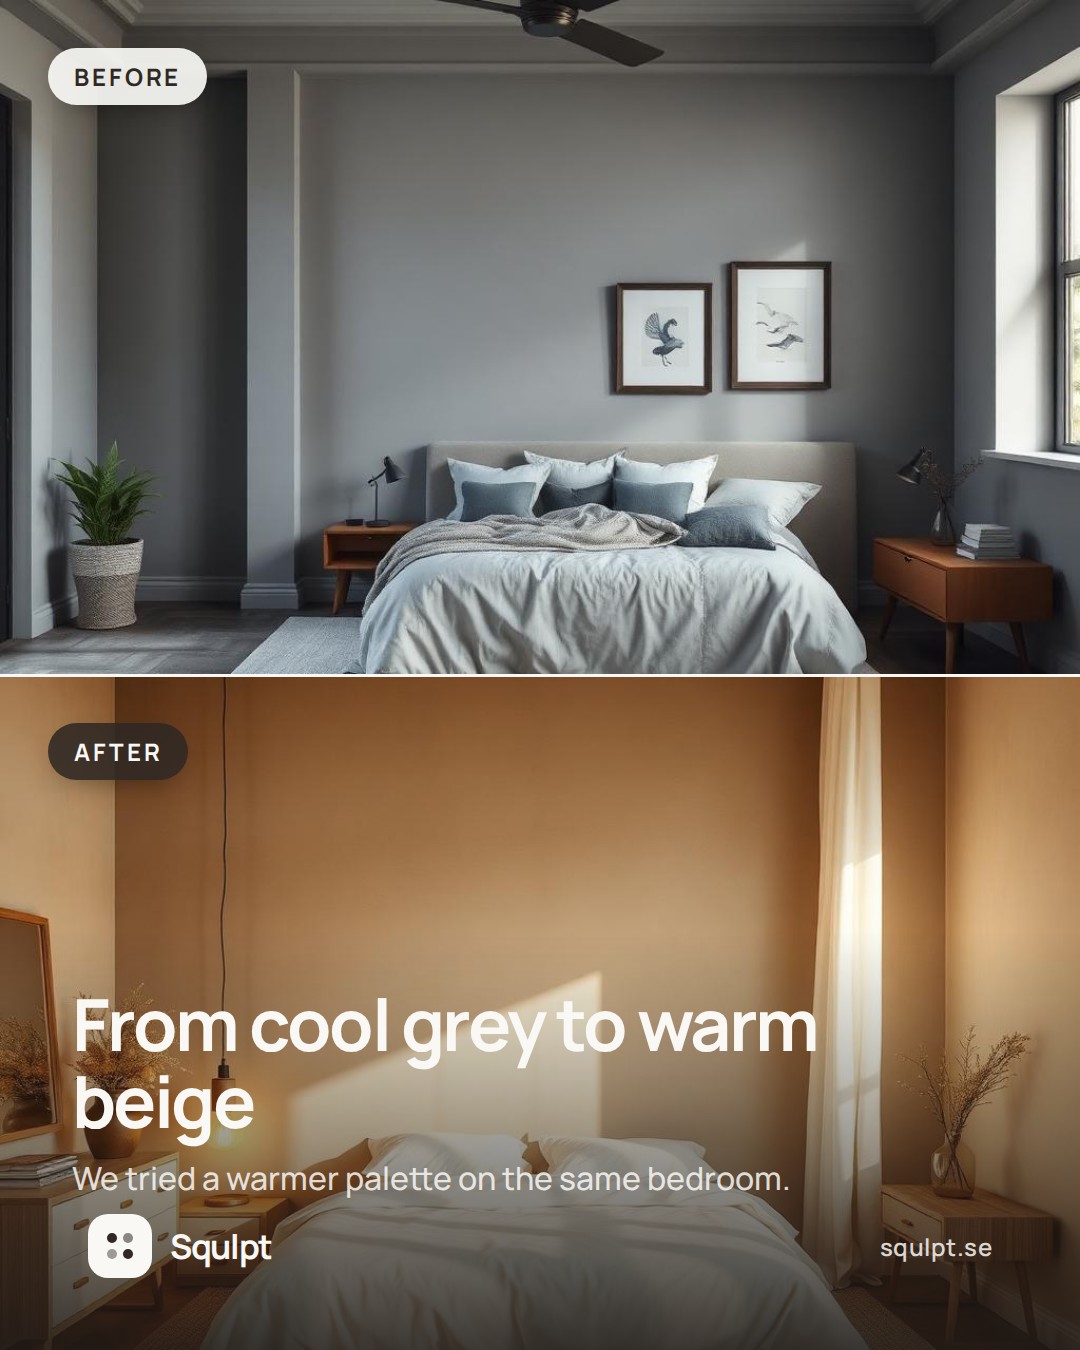 BEFORE
AFTER
From cool grey to warm
beige
We tried a warmer palette on the same bedroom.
Squlpt
squlpt.se